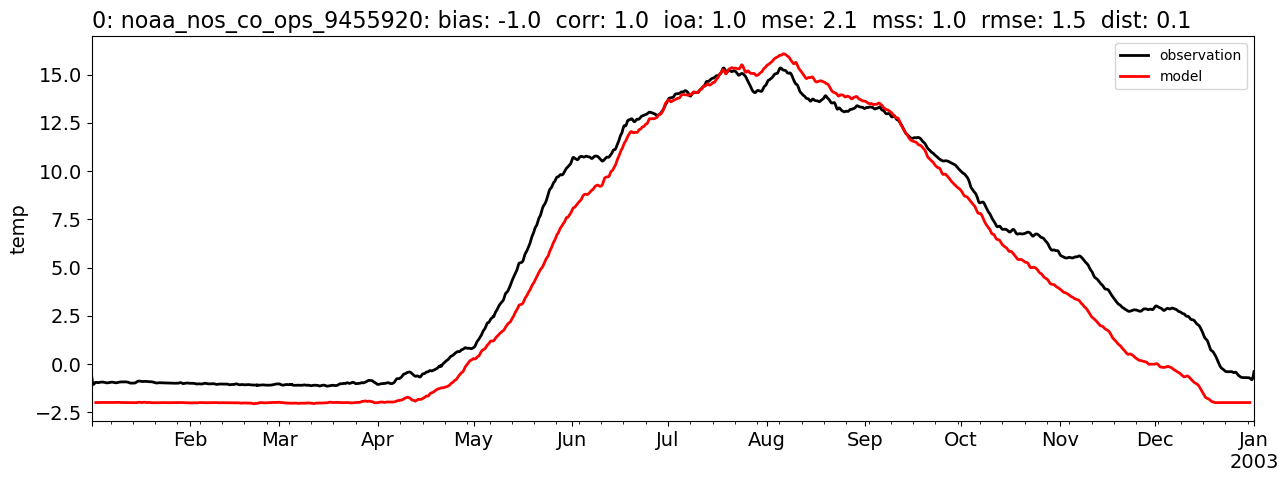 0: noaa_nos_co_ops_9455920: bias: -1.0  corr: 1.0  ioa: 1.0  mse: 2.1  mss: 1.0  rmse: 1.5  dist: 0.1
observation
model
15.0
12.5
10.0
7.5
5.0
2.5
0.0
−2.5
temp
Feb Mar Apr May Jun Jul Aug Sep Oct Nov Dec Jan
2003